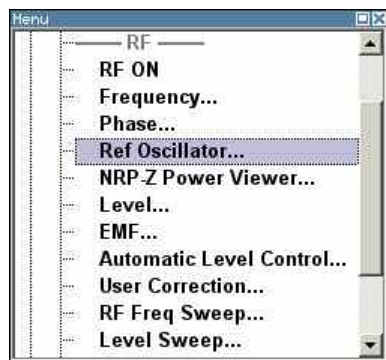 Menu
RF
RF ON
Frequency...
Phase...
Ref Oscillator...
NRP-Z Power Viewer...
Level...
EMF...
Automatic Level Control...
User Correction...
RF Freq Sweep...
Level Sweep...